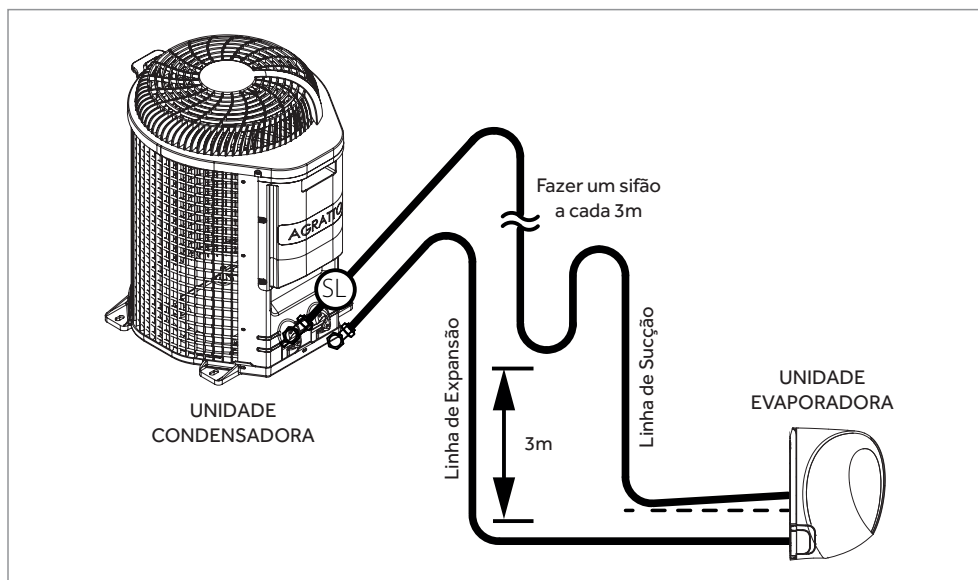 AGRATTO
SL
Fazer um sifão
a cada 3m
Linha de Expansão
3m
Linha de Sucção
UNIDADE
CONDENSADORA
UNIDADE
EVAPORADORA